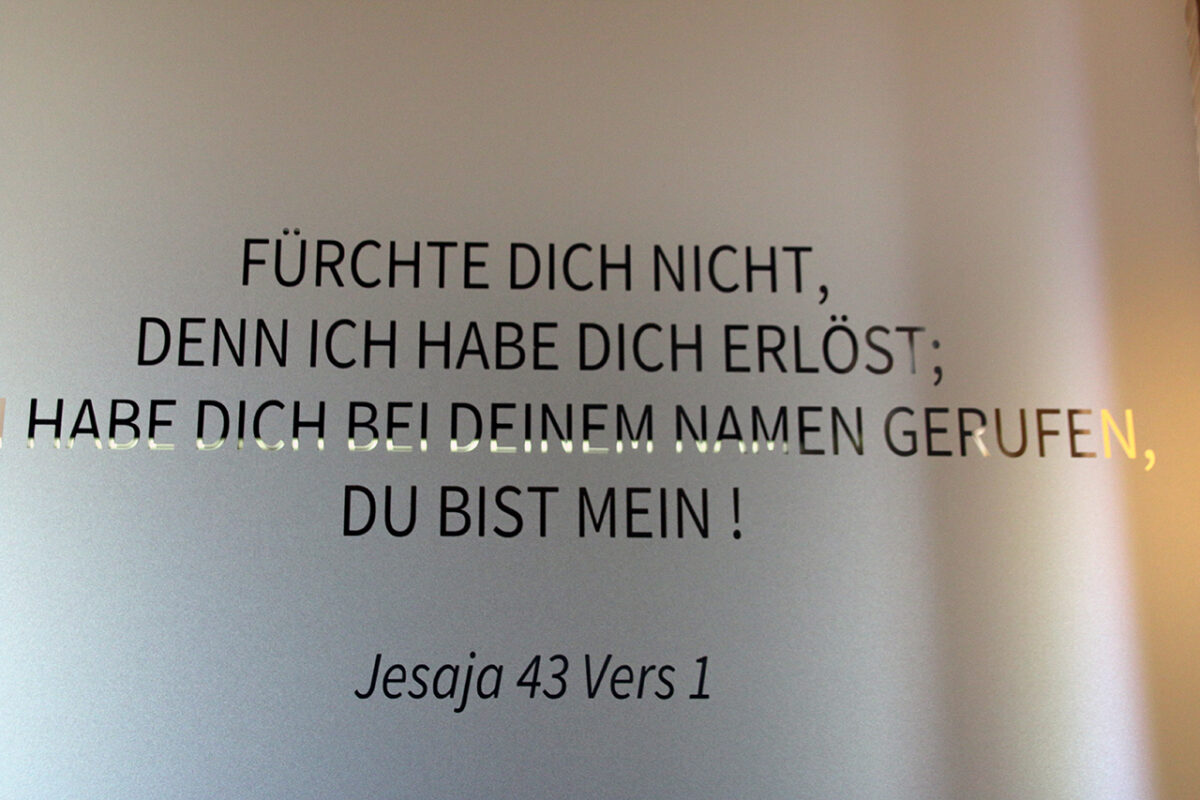 FÜRCHTE DICH NICHT,
DENN ICH HABE DICH ERLÖST;
HABE DICH BEI DEINEM NAMEN GERUFEN,
DU BIST MEIN !
Jesaja 43 Vers 1